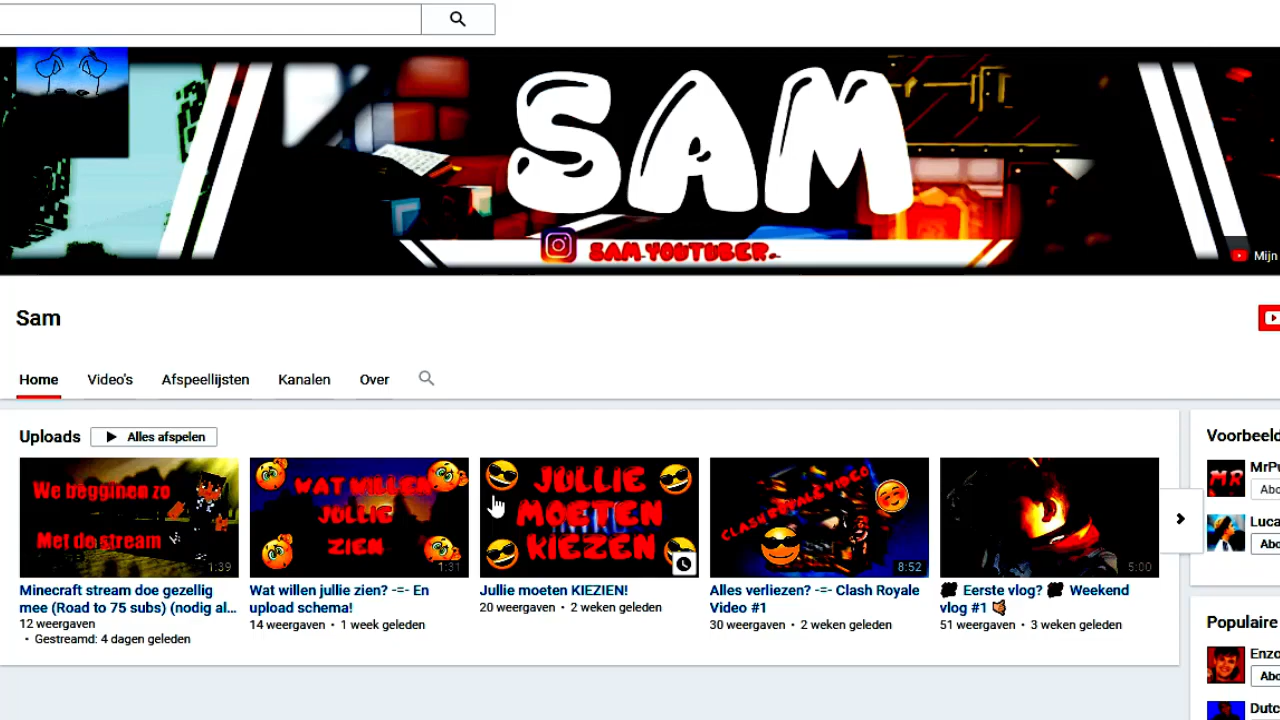 SAM
SAM.YOUTUBER.-
Mijn
Sam
Home Video's Afspeellijsten Kanalen Over
Uploads Alles afspelen
We begginen zo
Met de stream
1:39
WAT WILLEN
JULLIE
ZIEN
1:31
JULLIE
MOETEN
KIEZEN
CLASH ROYALE VIDEO
8:52
5:00
Minecraft stream doe gezellig
mee (Road to 75 subs) (nodig al...
12 weergaven
• Gestreamd: 4 dagen geleden
Wat willen jullie zien? -=- En
upload schema!
14 weergaven • 1 week geleden
Jullie moeten KIEZEN!
20 weergaven • 2 weken geleden
Alles verliezen? -=- Clash Royale
Video #1
30 weergaven • 2 weken geleden
Eerste vlog? Weekend
vlog #1
51 weergaven • 3 weken geleden
Voorbeeld
MR
MrPu
Abo
Luca
Abo
Populaire
Enzo
Abo
Dutc